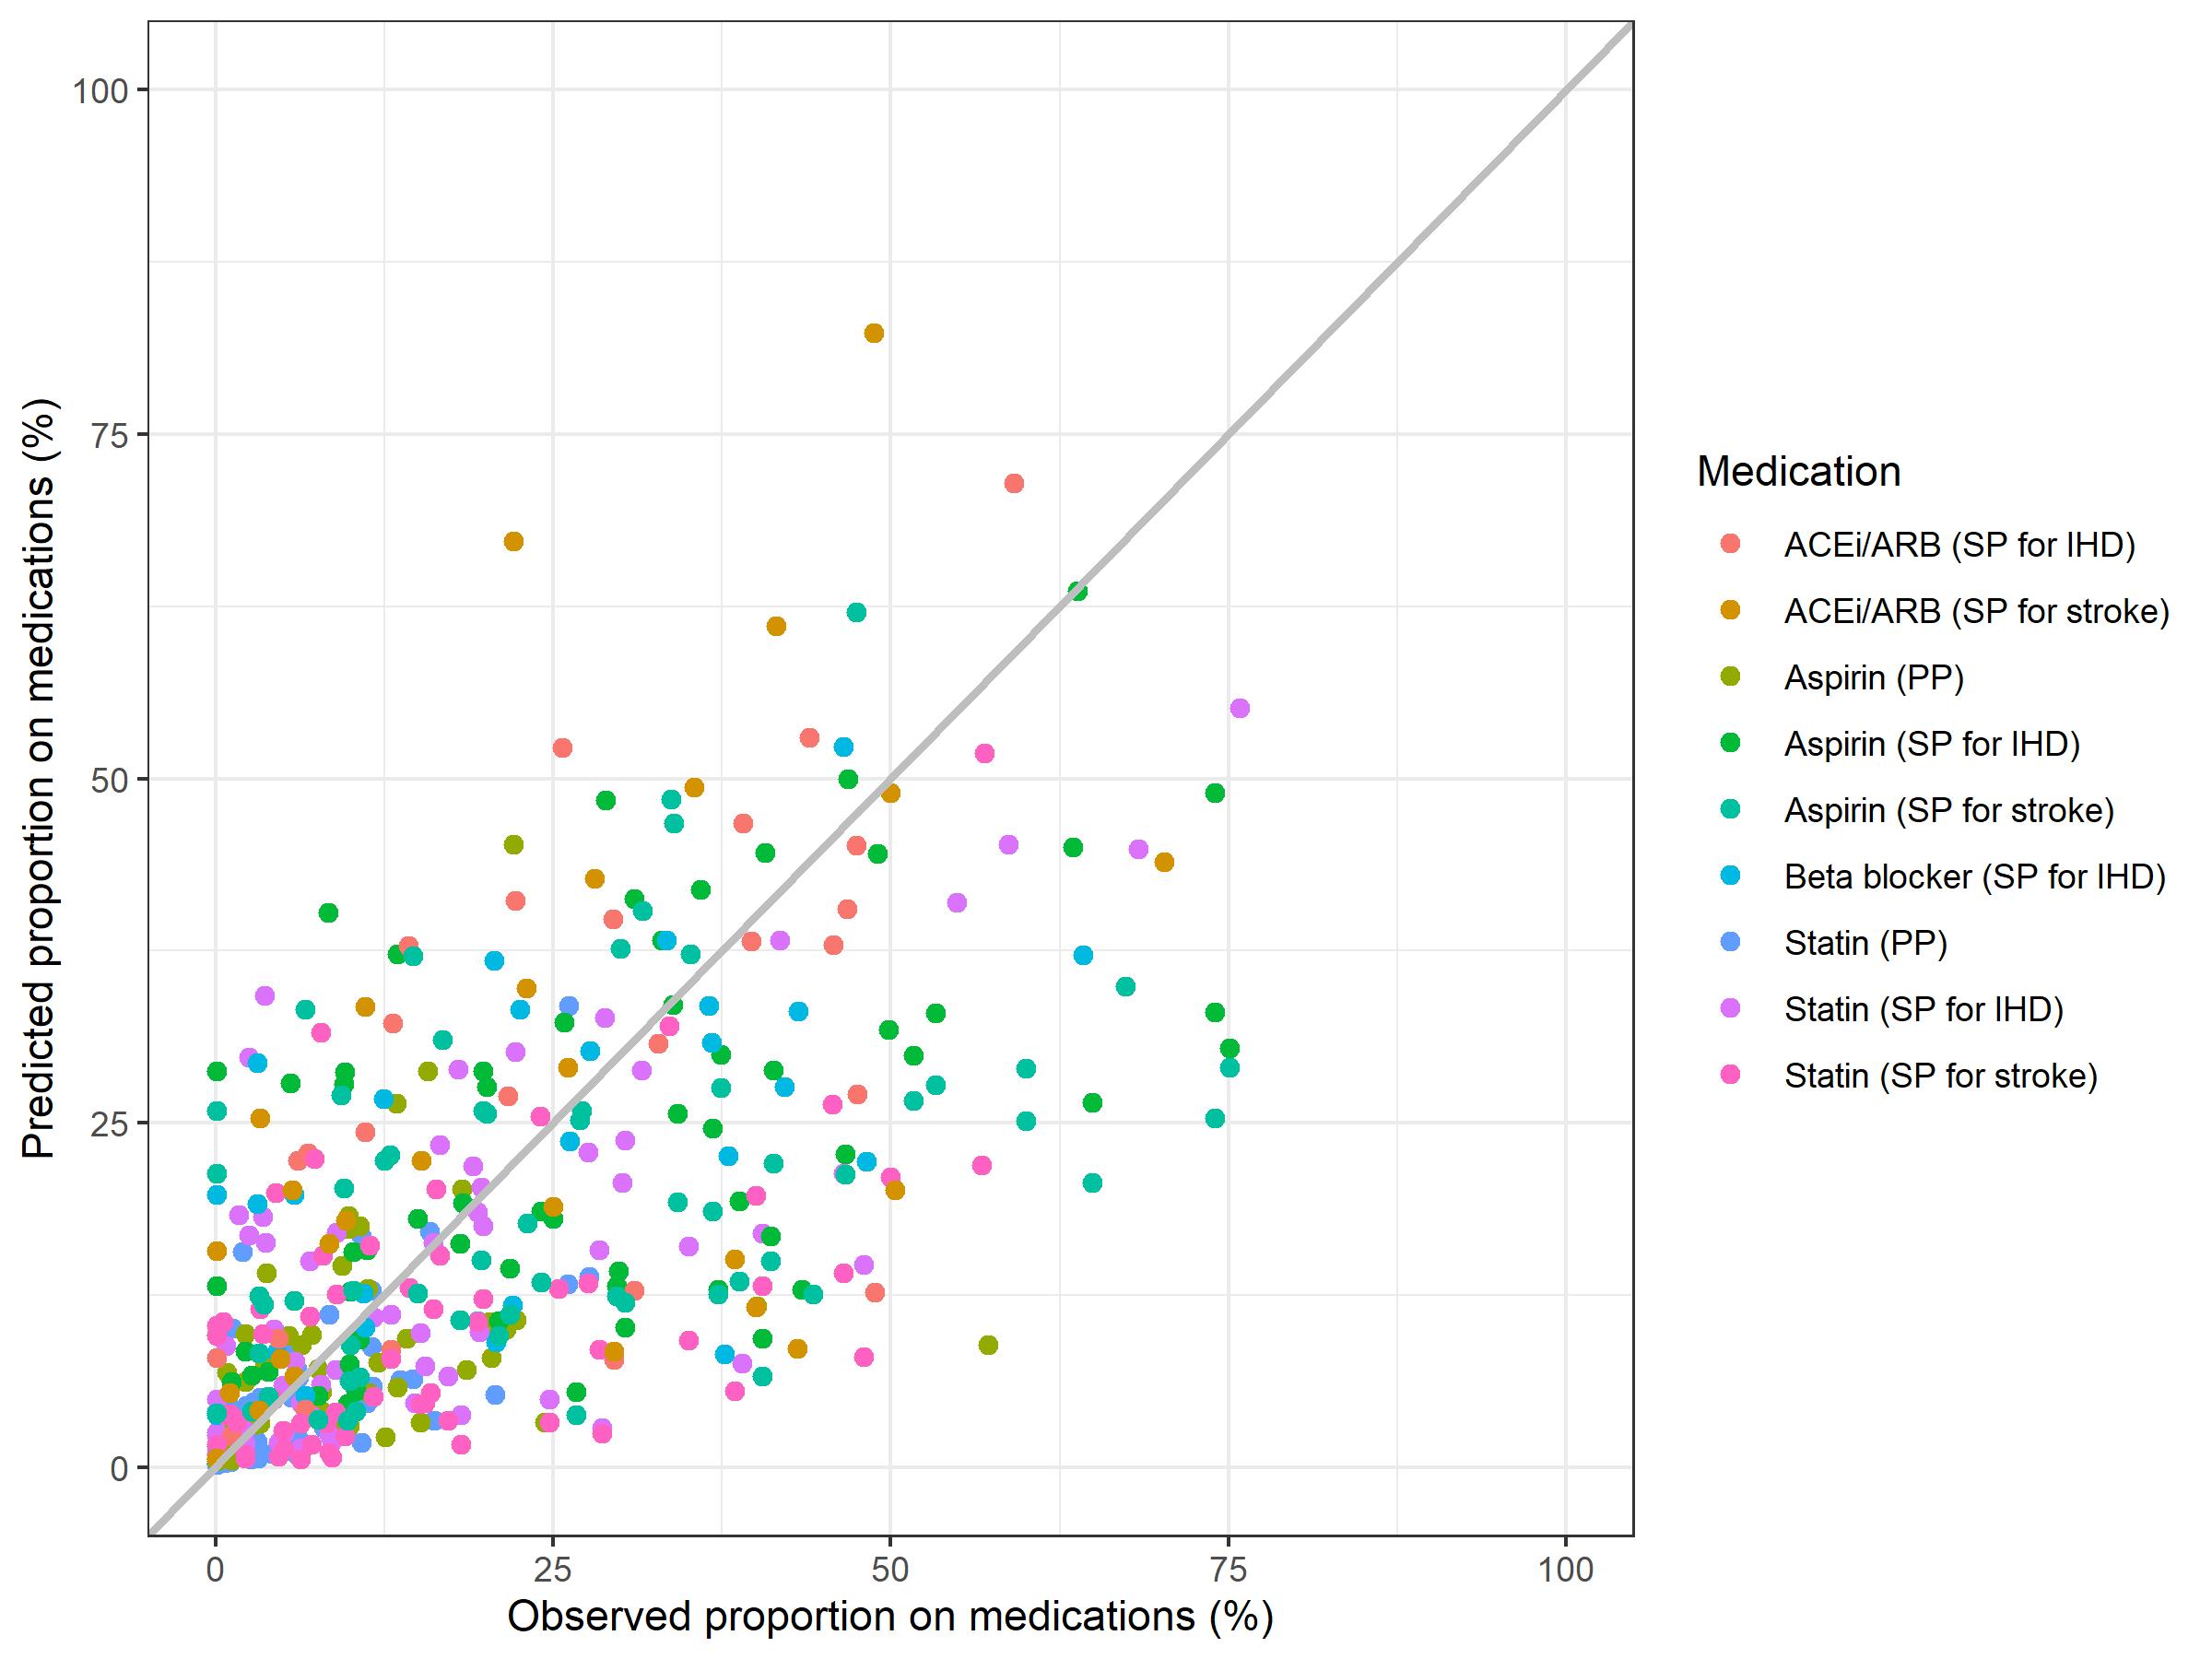 Predicted proportion on medications (%)
100
75
50
25
0
0 25 50 75 100
Observed proportion on medications (%)
Medication
ACEi/ARB (SP for IHD)
ACEi/ARB (SP for stroke)
Aspirin (PP)
Aspirin (SP for IHD)
Aspirin (SP for stroke)
Beta blocker (SP for IHD)
Statin (PP)
Statin (SP for IHD)
Statin (SP for stroke)